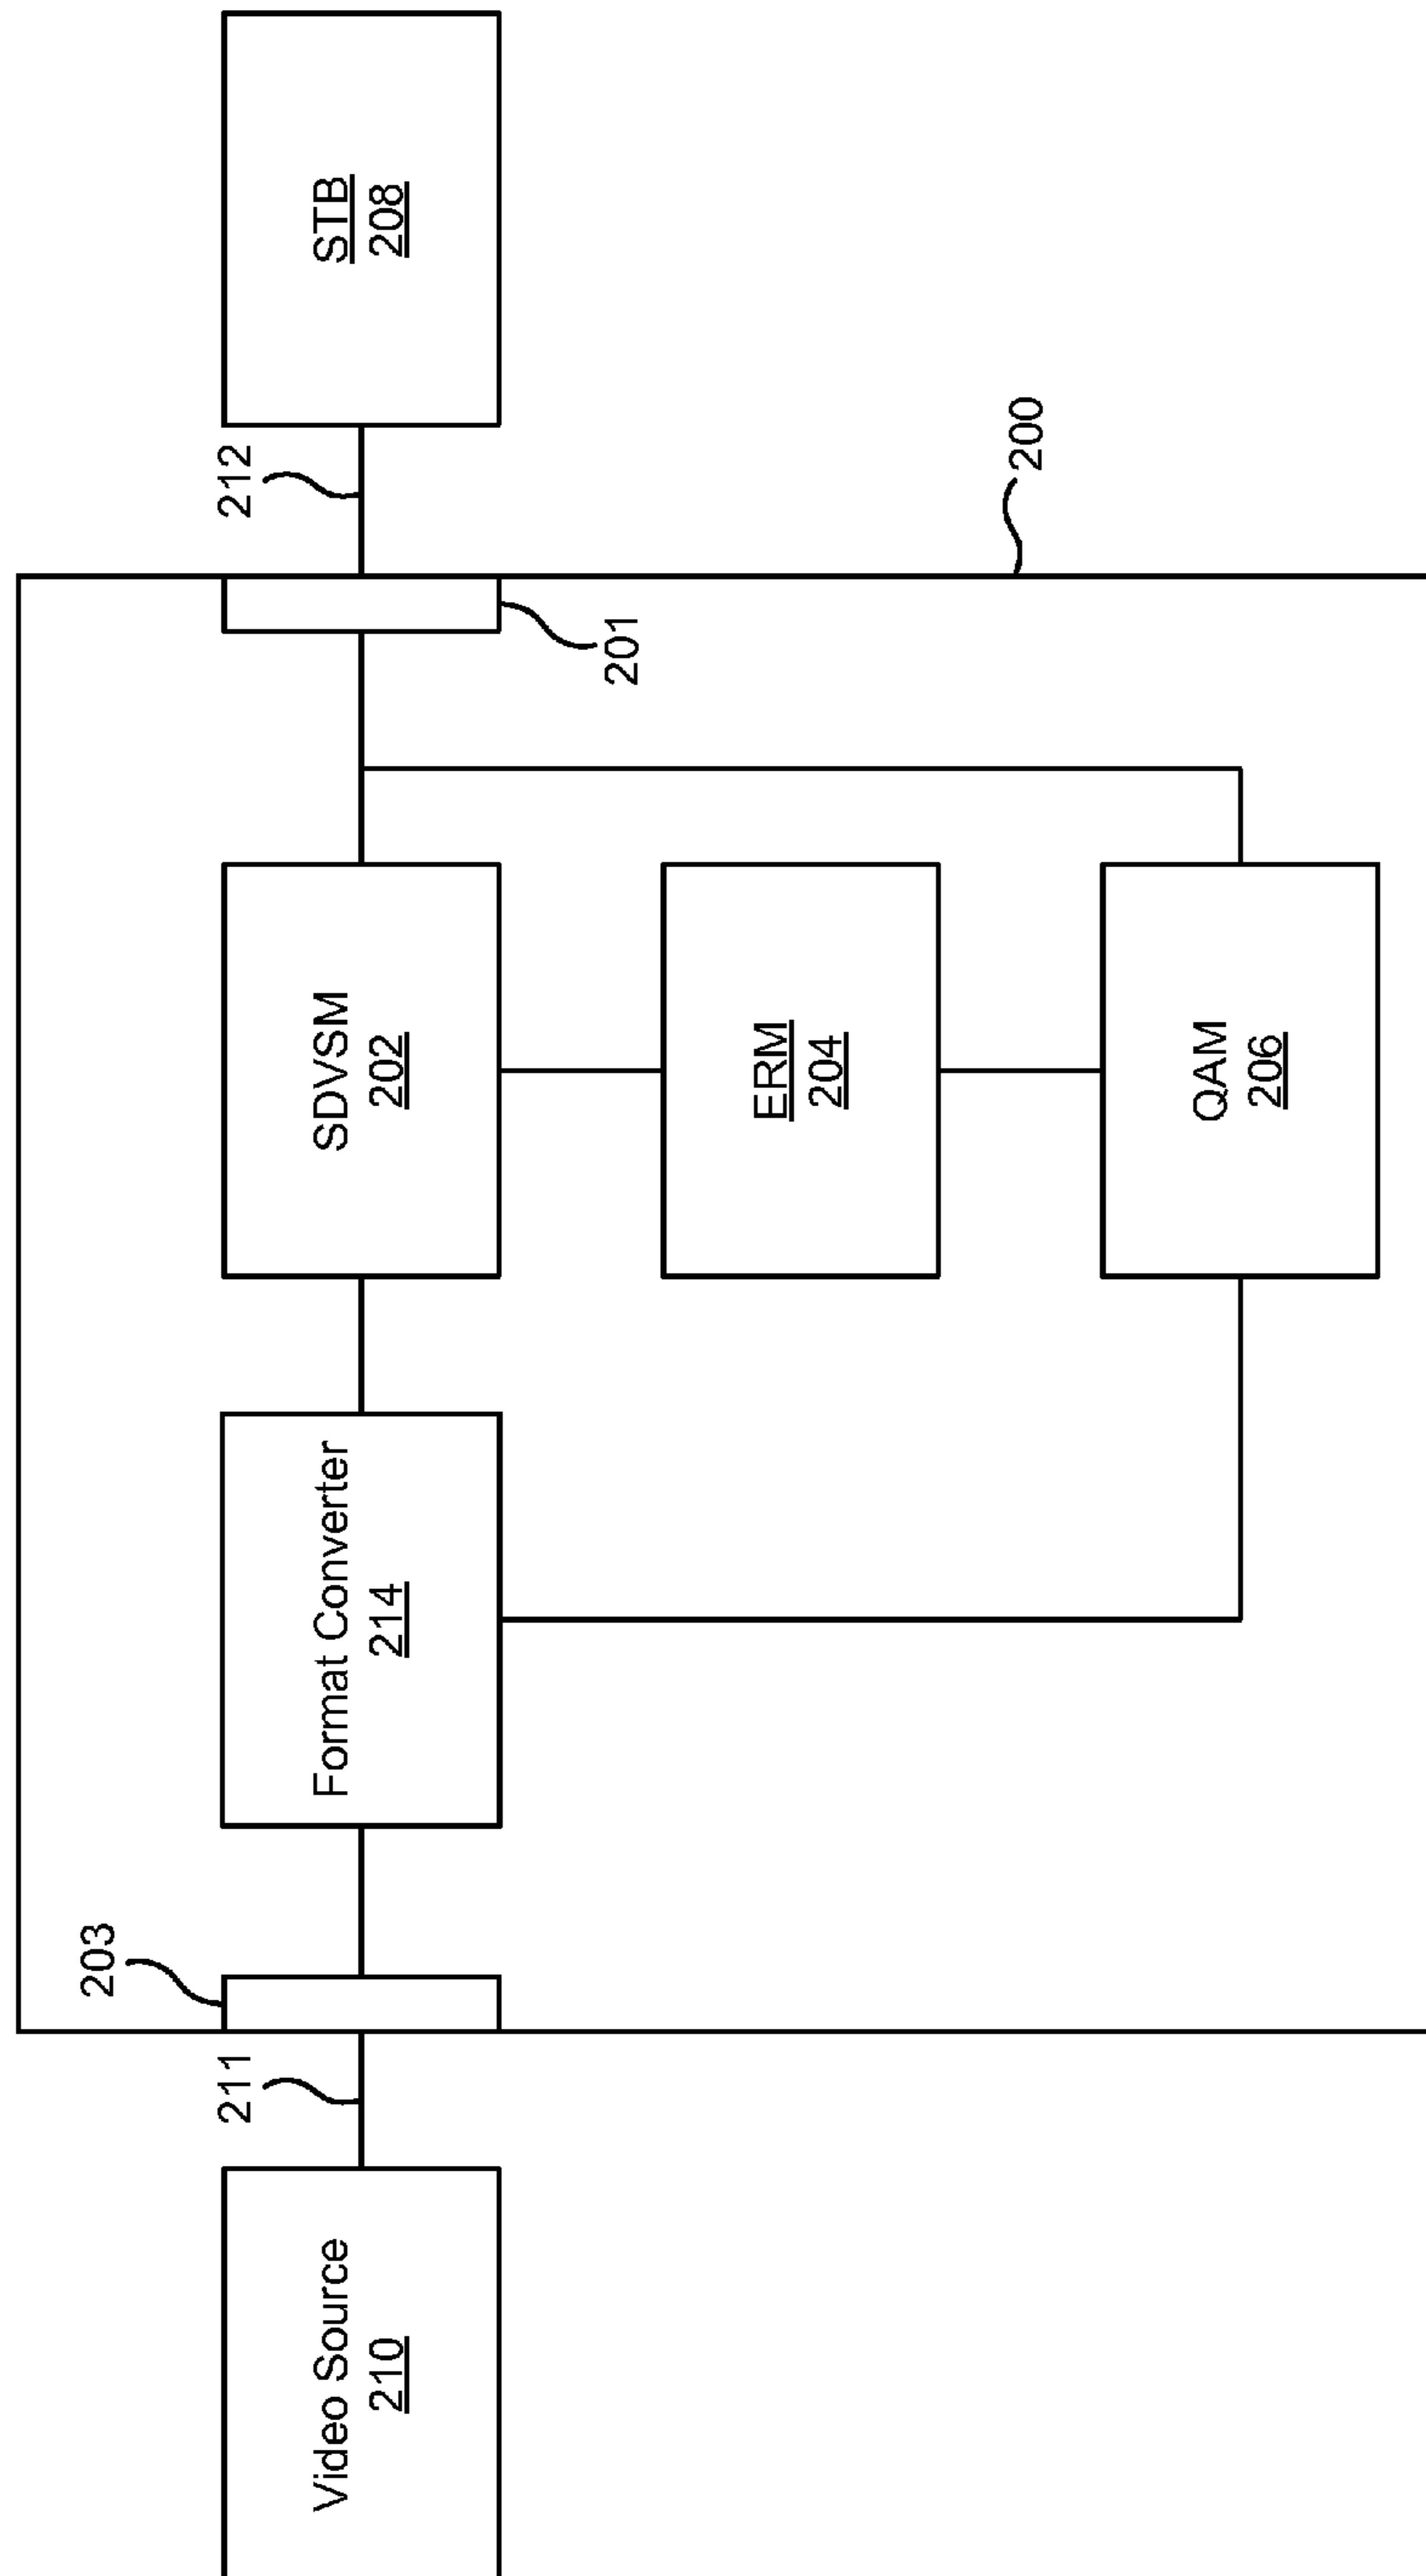 Video Source
210
211
203
Format Converter
214
SDVSM
202
ERM
204
QAM
206
201
200
212
STB
208